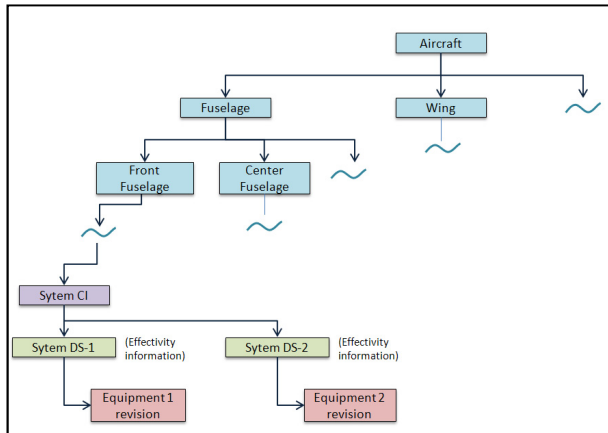 Aircraft
Fuselage
Wing
Front
Fuselage
Center
Fuselage
Sytem CI
Sytem DS-1
(Effectivity
information)
Sytem DS-2
(Effectivity
information)
Equipment 1
revision
Equipment 2
revision